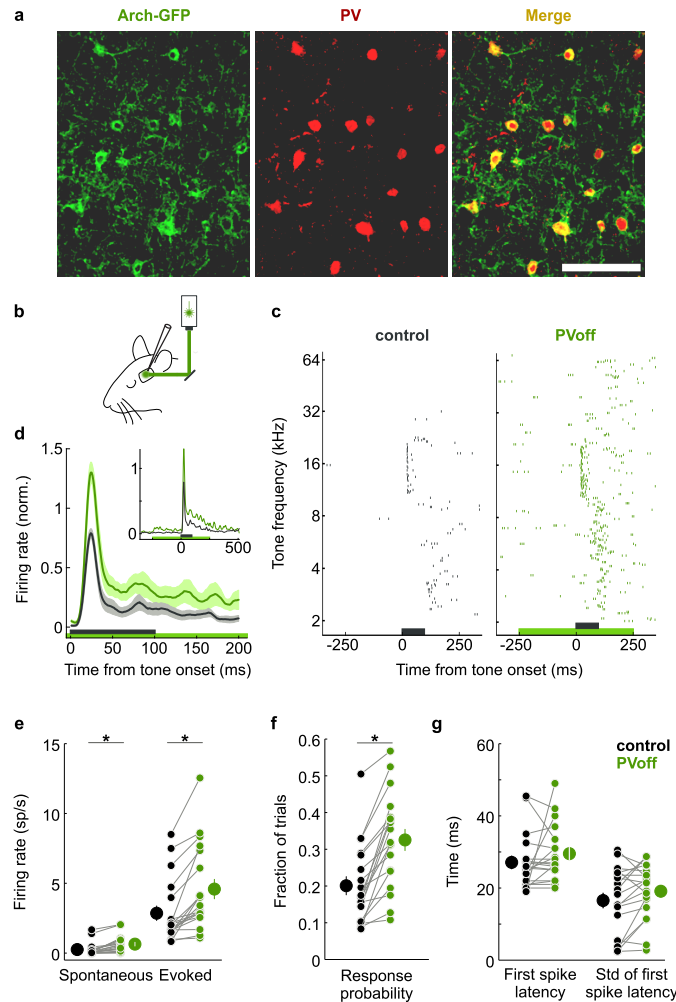 a
Arch-GFP PV Merge
b
c
control PVoff
64
32
16
8
4
2
Tone frequency (kHz)
-250 0 250 -250 0 250
Time from tone onset (ms)
d
1.5
1
0.5
0
Firing rate (norm.)
1
0
0 500
0 50 100 150 200
Time from tone onset (ms)
e
* *
15
10
5
0
Firing rate (sp/s)
Spontaneous Evoked
f
*
0.6
0.5
0.4
0.3
0.2
0.1
0
Fraction of trials
Response
probability
g
control
PVoff
60
40
20
0
Time (ms)
First spike
latency
Std of first
spike latency